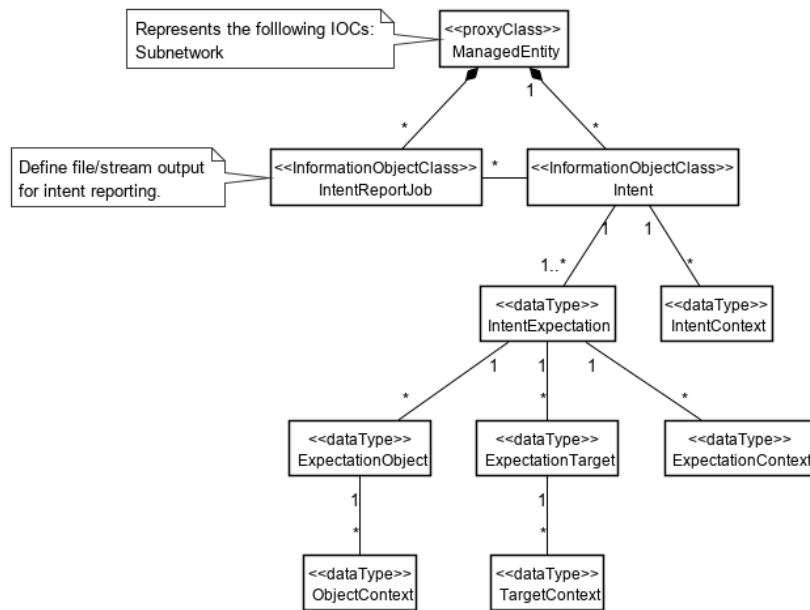 Represents the folllowing IOCs:
Subnetwork
<<proxyClass>>
ManagedEntity
1
*
*
Define file/stream output
for intent reporting.
<<InformationObjectClass>>
IntentReportJob
*
<<InformationObjectClass>>
Intent
1
1
1..*
*
<<dataType>>
IntentExpectation
<<dataType>>
IntentContext
1
1
1
*
*
*
<<dataType>>
ExpectationObject
<<dataType>>
ExpectationTarget
<<dataType>>
ExpectationContext
1
1
*
*
<<dataType>>
ObjectContext
<<dataType>>
TargetContext